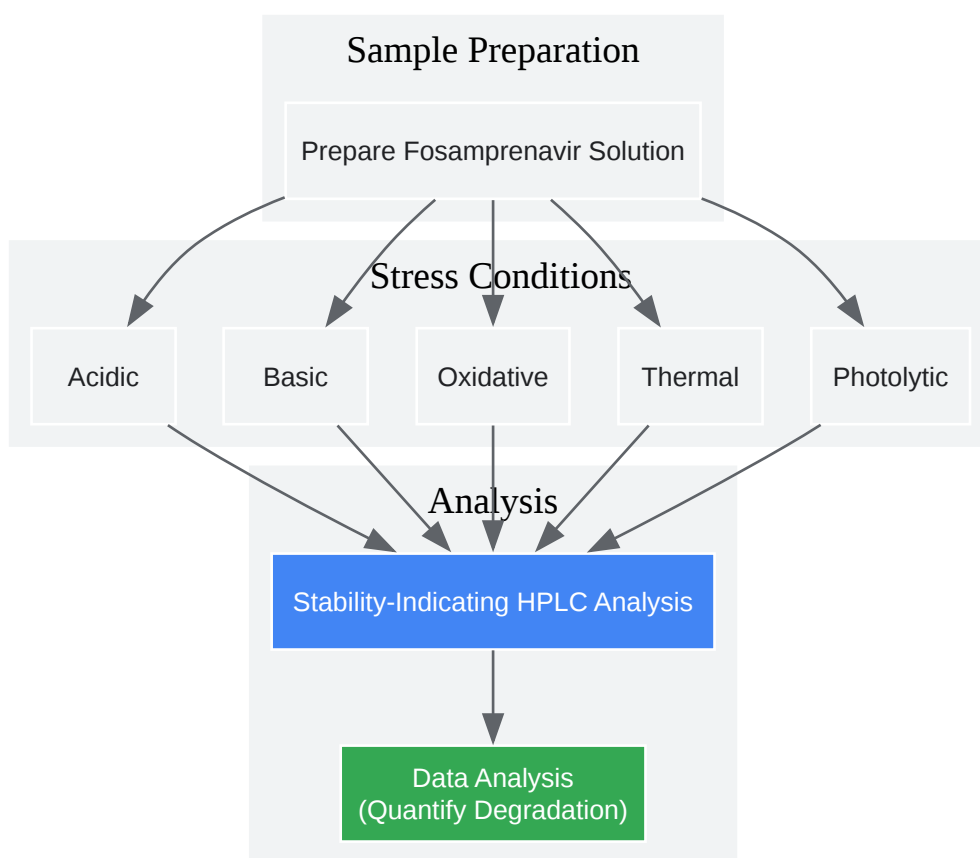 Sample Preparation
Prepare Fosamprenavir Solution
Stress Conditions
Acidic
Basic
Oxidative
Thermal
Photolytic
Analysis
Stability-Indicating HPLC Analysis
Data Analysis
(Quantify Degradation)